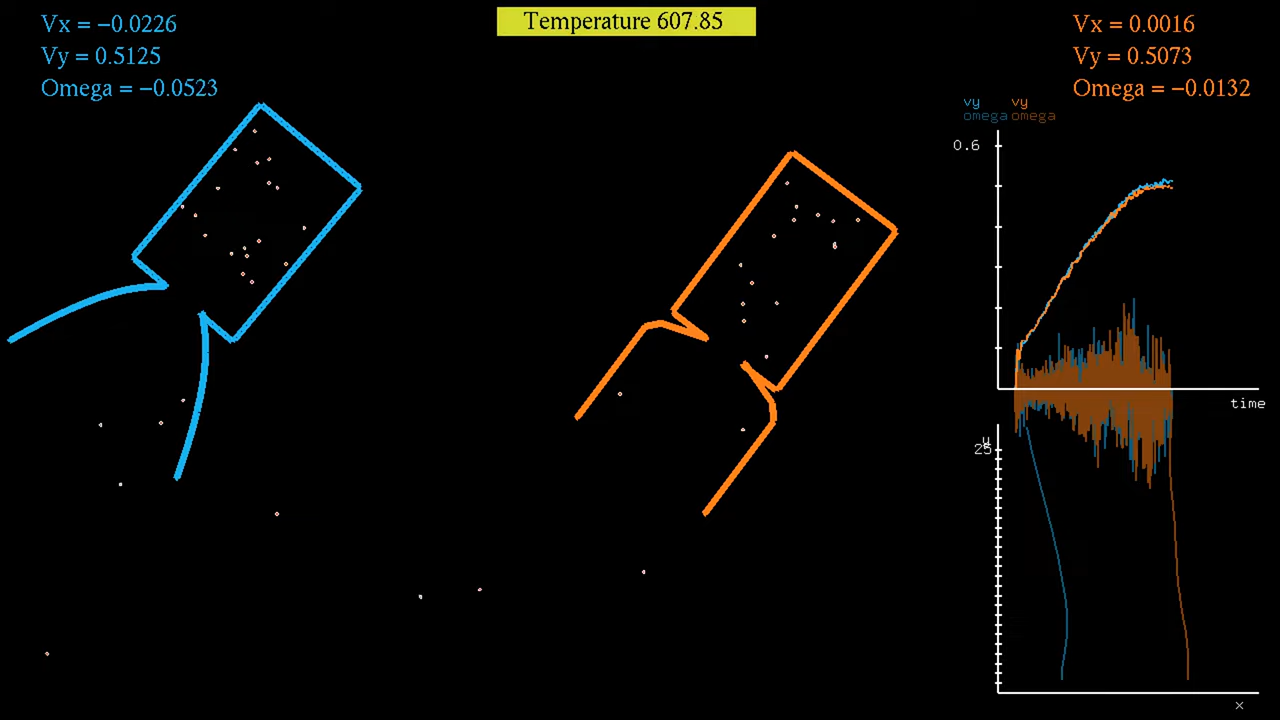 Vx = −0.0226
Vy = 0.5125
Omega = −0.0523
Temperature 607.85
Vx = 0.0016
Vy = 0.5073
Omega = −0.0132
vy vy
omega omega
0.6
time
y
25
x